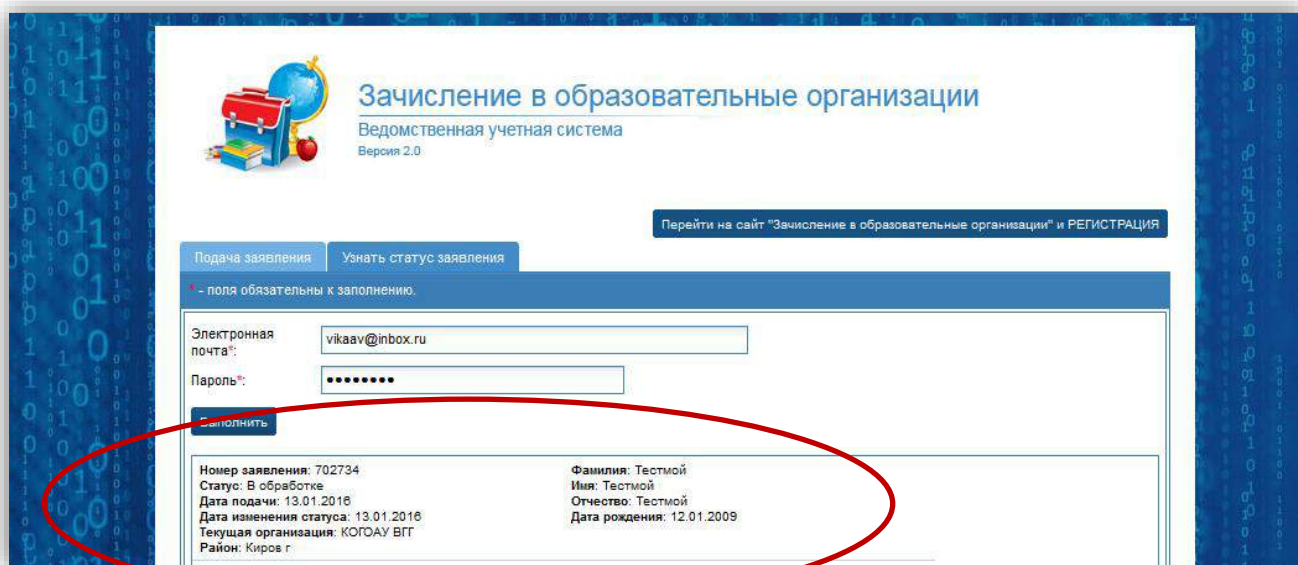 Зачисление в образовательные организации
Ведомственная учетная система
Версия 2.0
Перейти на сайт "Зачисление в образовательные организации" и РЕГИСТРАЦИЯ
Подача заявления Узнать статус заявления
* - поля обязательны к заполнению.
Электронная
почта*: vikaav@inbox.ru
Пароль*: ••••••••
Выполнить
Номер заявления: 702734 Фамилия: Тестмой
Статус: В обработке Имя: Тестмой
Дата подачи: 13.01.2016 Отчество: Тестмой
Дата изменения статуса: 13.01.2016 Дата рождения: 12.01.2009
Текущая организация: КОГОАУ ВГГ
Район: Киров г